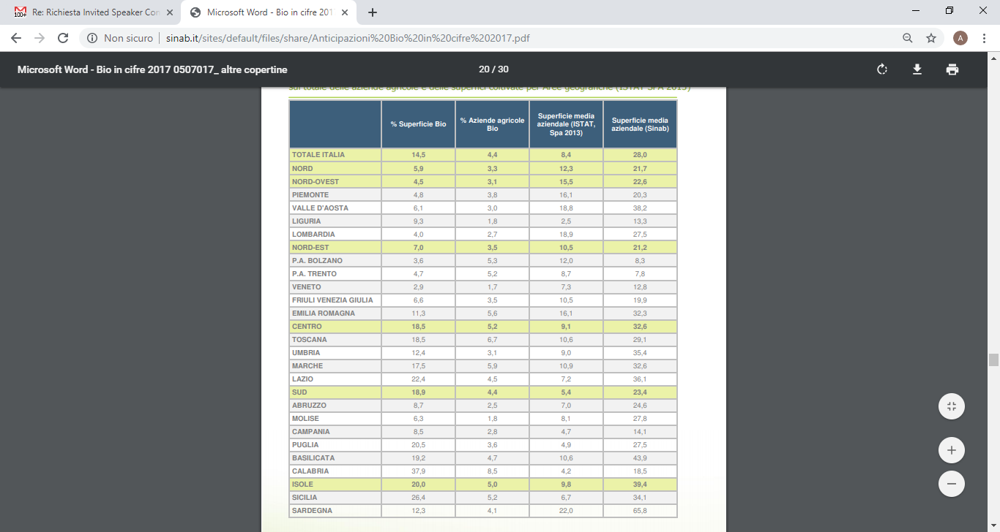 Re: Richiesta Invited Speaker Con
Microsoft Word - Bio in cifre 201
Non sicuro | sinab.it/sites/default/files/share/Anticipazioni%20Bio%20in%20cifre%202017.pdf
A
Microsoft Word - Bio in cifre 2017 0507017_ altre copertine
20 / 30
sul totale delle aziende agricole e delle superfici coltivate per Aree geografiche (ISTAT SPA 2013)
% Superficie Bio % Aziende agricole Bio Superficie media aziendale (ISTAT, Spa 2013) Superficie media aziendale (Sinab)
TOTALE ITALIA 14,5 4,4 8,4 28,0
NORD 5,9 3,3 12,3 21,7
NORD-OVEST 4,5 3,1 15,5 22,6
PIEMONTE 4,8 3,8 16,1 20,3
VALLE D'AOSTA 6,1 3,0 18,8 38,2
LIGURIA 9,3 1,8 2,5 13,3
LOMBARDIA 4,0 2,7 18,9 27,5
NORD-EST 7,0 3,5 10,5 21,2
P.A. BOLZANO 3,6 5,3 12,0 8,3
P.A. TRENTO 4,7 5,2 8,7 7,8
VENETO 2,9 1,7 7,3 12,8
FRIULI VENEZIA GIULIA 6,6 3,5 10,5 19,9
EMILIA ROMAGNA 11,3 5,6 16,1 32,3
CENTRO 18,5 5,2 9,1 32,6
TOSCANA 18,5 6,7 10,6 29,1
UMBRIA 12,4 3,1 9,0 35,4
MARCHE 17,5 5,9 10,9 32,6
LAZIO 22,4 4,5 7,2 36,1
SUD 18,9 4,4 5,4 23,4
ABRUZZO 8,7 2,5 7,0 24,6
MOLISE 6,3 1,8 8,1 27,8
CAMPANIA 8,5 2,8 4,7 14,1
PUGLIA 20,5 3,6 4,9 27,5
BASILICATA 19,2 4,7 10,6 43,9
CALABRIA 37,9 8,5 4,2 18,5
ISOLE 20,0 5,0 9,8 39,4
SICILIA 26,4 5,2 6,7 34,1
SARDEGNA 12,3 4,1 22,0 65,8